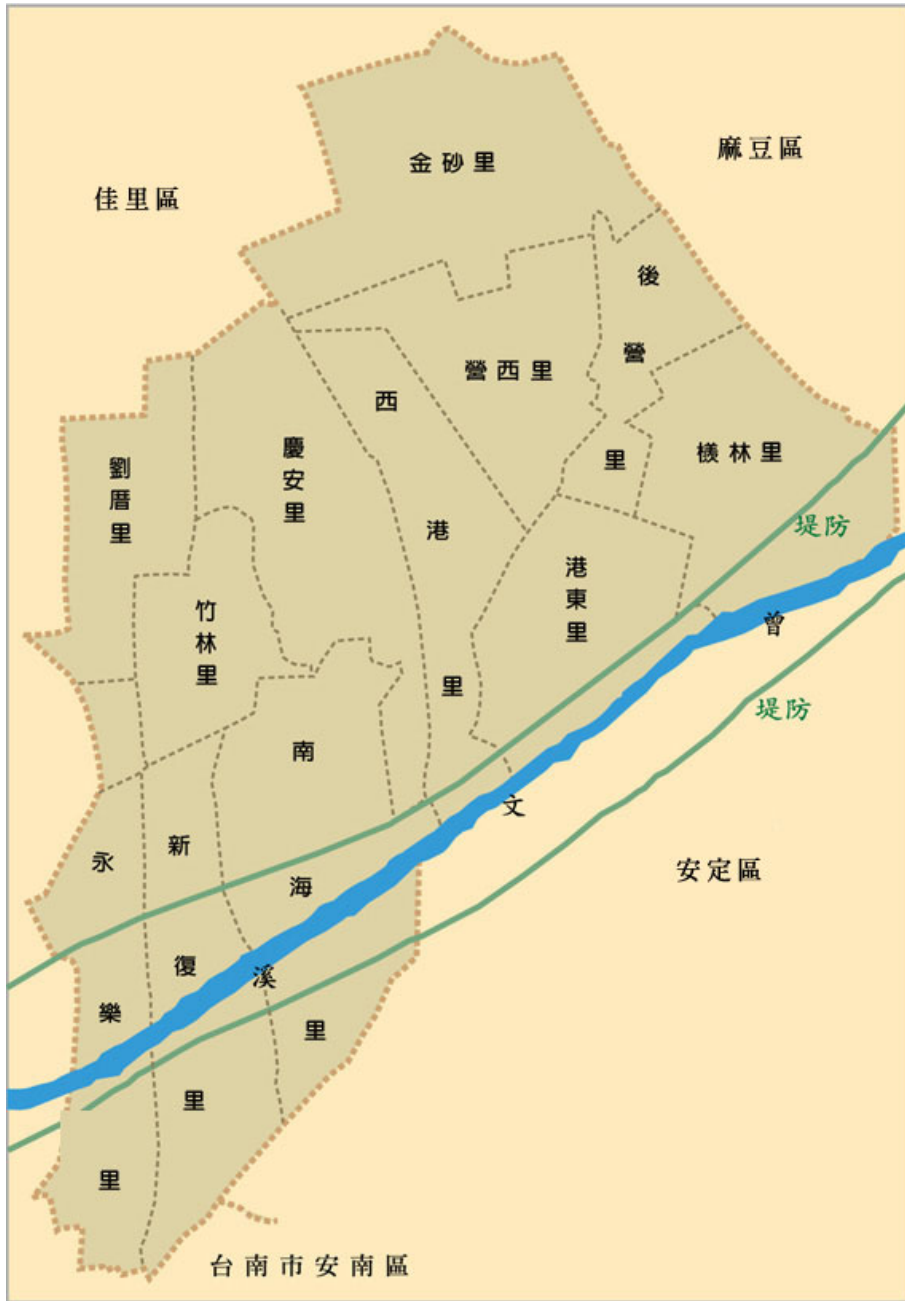 麻豆區
金砂里
佳里區
後營里
營西里
西港里
慶安里
檨林里
劉厝里
堤防
港東里
竹林里
曾文溪
堤防
南海里
新復里
永樂里
安定區
台南市安南區